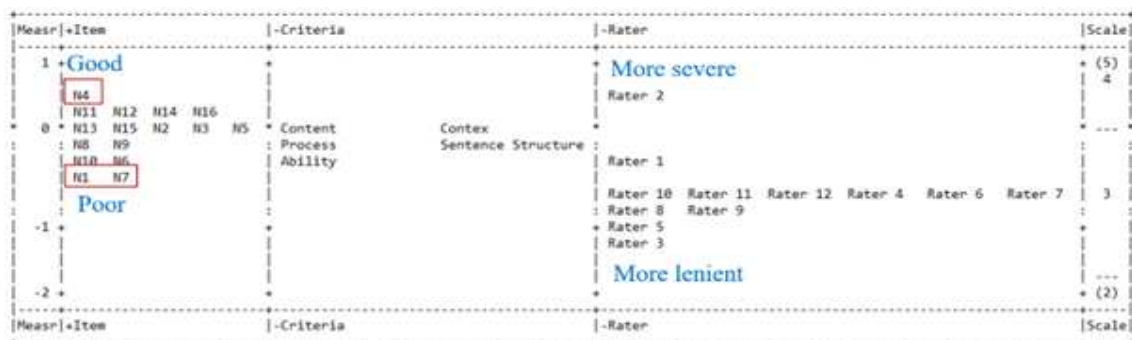 |Measr|+Item |-Criteria |-Rater |Scale|
1 + Good + + More severe + (5)
4
N4 Rater 2
N11 N12 N14 N16
* 0 * N13 N15 N2 N3 N5 * Content Contex * * --- *
: : N8 N9 : Process Sentence Structure : : :
N10 N6 Ability Rater 1
N1 N7
Rater 10 Rater 11 Rater 12 Rater 4 Rater 6 Rater 7 3
: : Poor : : Rater 8 Rater 9 : :
-1 + + + Rater 5 +
Rater 3
More lenient ---
-2 + + + + (2)
|Measr|+Item |-Criteria |-Rater |Scale|